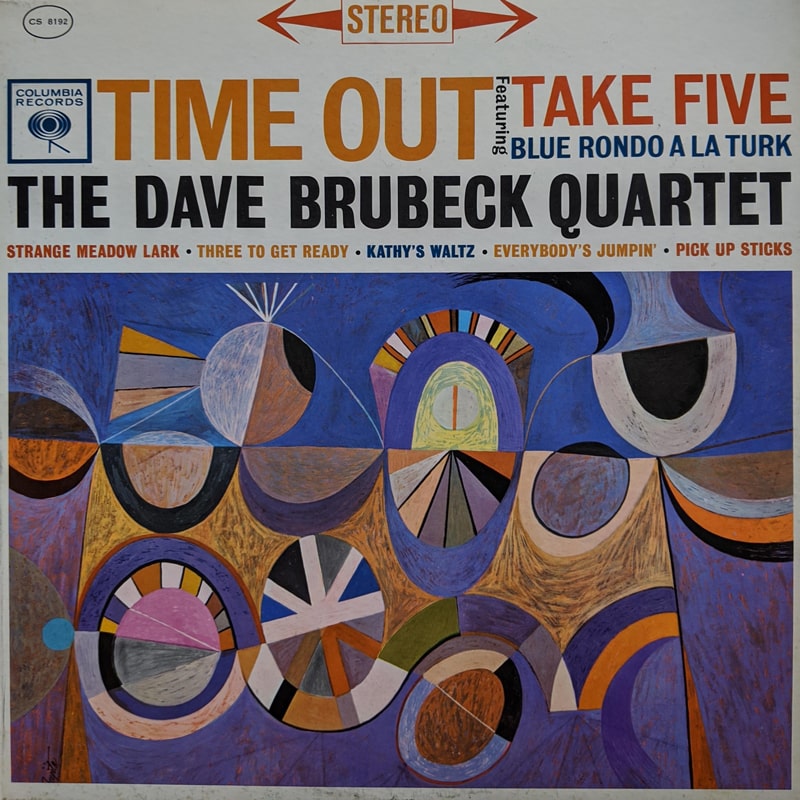 CS 8192
STEREO
COLUMBIA
RECORDS
TIME OUT
Featuring
TAKE FIVE
BLUE RONDO A LA TURK
THE DAVE BRUBECK QUARTET
STRANGE MEADOW LARK • THREE TO GET READY • KATHY'S WALTZ • EVERYBODY'S JUMPIN' • PICK UP STICKS